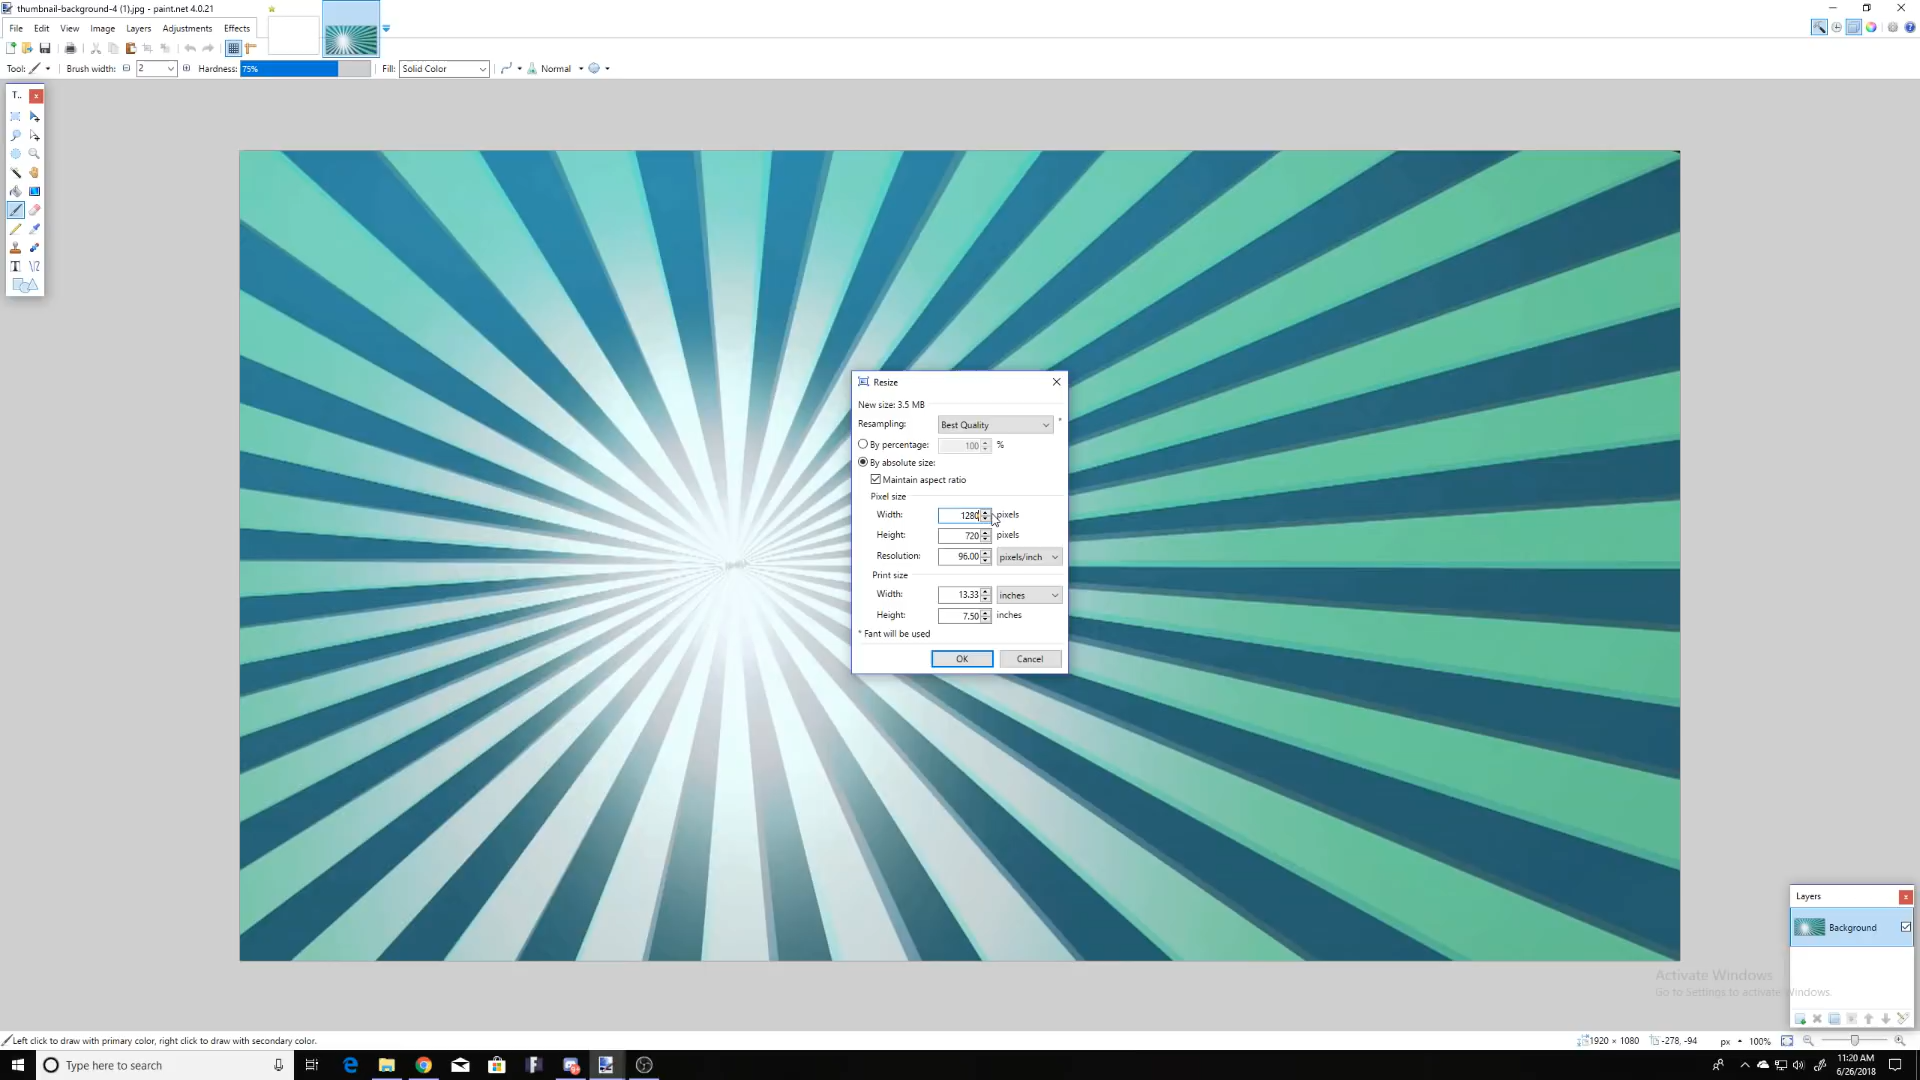 thumbnail-background-4 (1).jpg - paint.net 4.0.21
File Edit View Image Layers Adjustments Effects
Tool: Brush width: 2 Hardness: 75% Fill: Solid Color Normal
T..
Resize
New size: 3.5 MB
Resampling: Best Quality *
By percentage: 100 %
By absolute size:
Maintain aspect ratio
Pixel size
Width: 1280 pixels
Height: 720 pixels
Resolution: 96.00 pixels/inch
Print size
Width: 13.33 inches
Height: 7.50 inches
* Fant will be used
OK Cancel
Layers
Background
Activate Windows
Go to Settings to activate Windows.
Left click to draw with primary color, right click to draw with secondary color. 1920 × 1080 -278, -94 px 100%
Type here to search
11:20 AM
6/26/2018